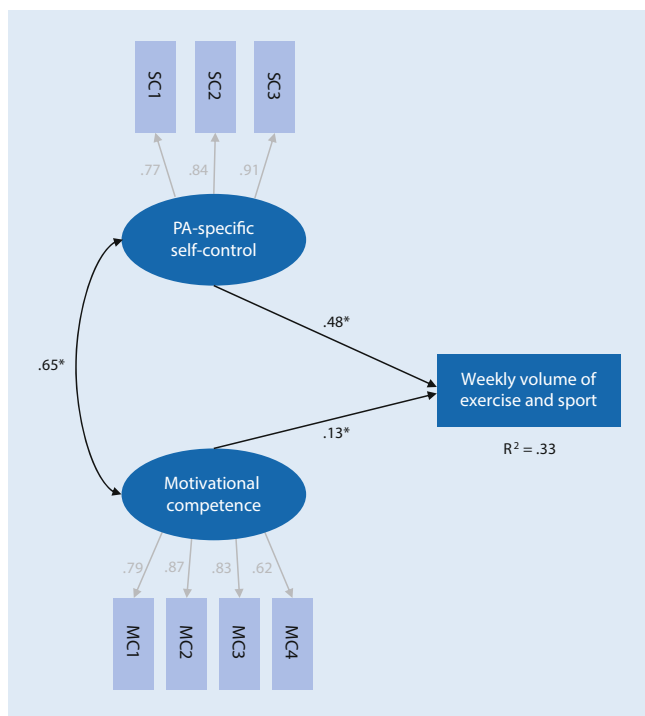 SC1
SC2
SC3
.77
.84
.91
PA-specific
self-control
.48*
.65*
Weekly volume of
exercise and sport
.13*
R² = .33
Motivational
competence
.79
.87
.83
.62
MC1
MC2
MC3
MC4